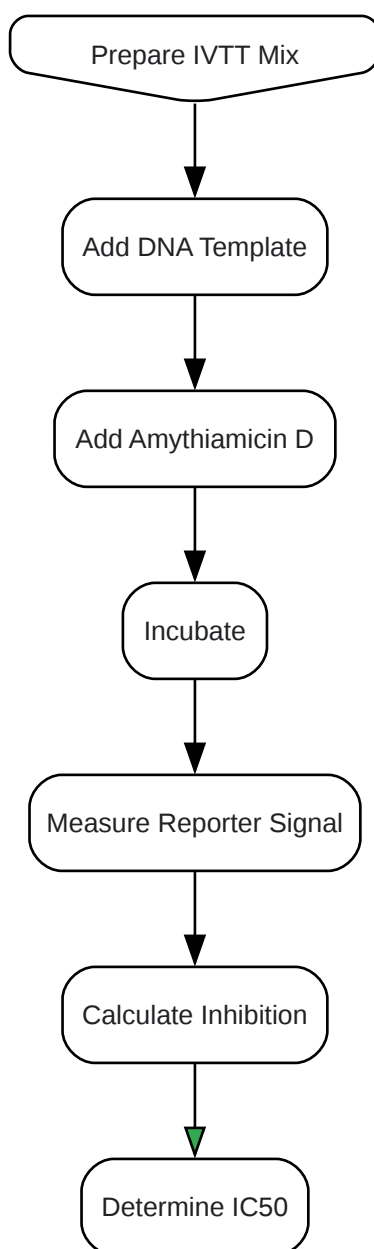 Prepare IVTT Mix
Add DNA Template
Add Amythiamicin D
Incubate
Measure Reporter Signal
Calculate Inhibition
Determine IC50